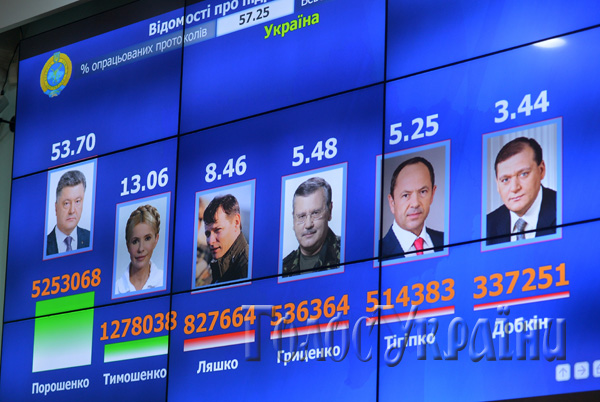 Відомості про
57.25
% опрацьованих протоколів
Україна
53.70
13.06
8.46
5.48
5.25
3.44
5253068
1278038
827664
536364
514383
337251
Порошенко
Тимошенко
Ляшко
Гриценко
Тігіпко
Добкін
Голос України